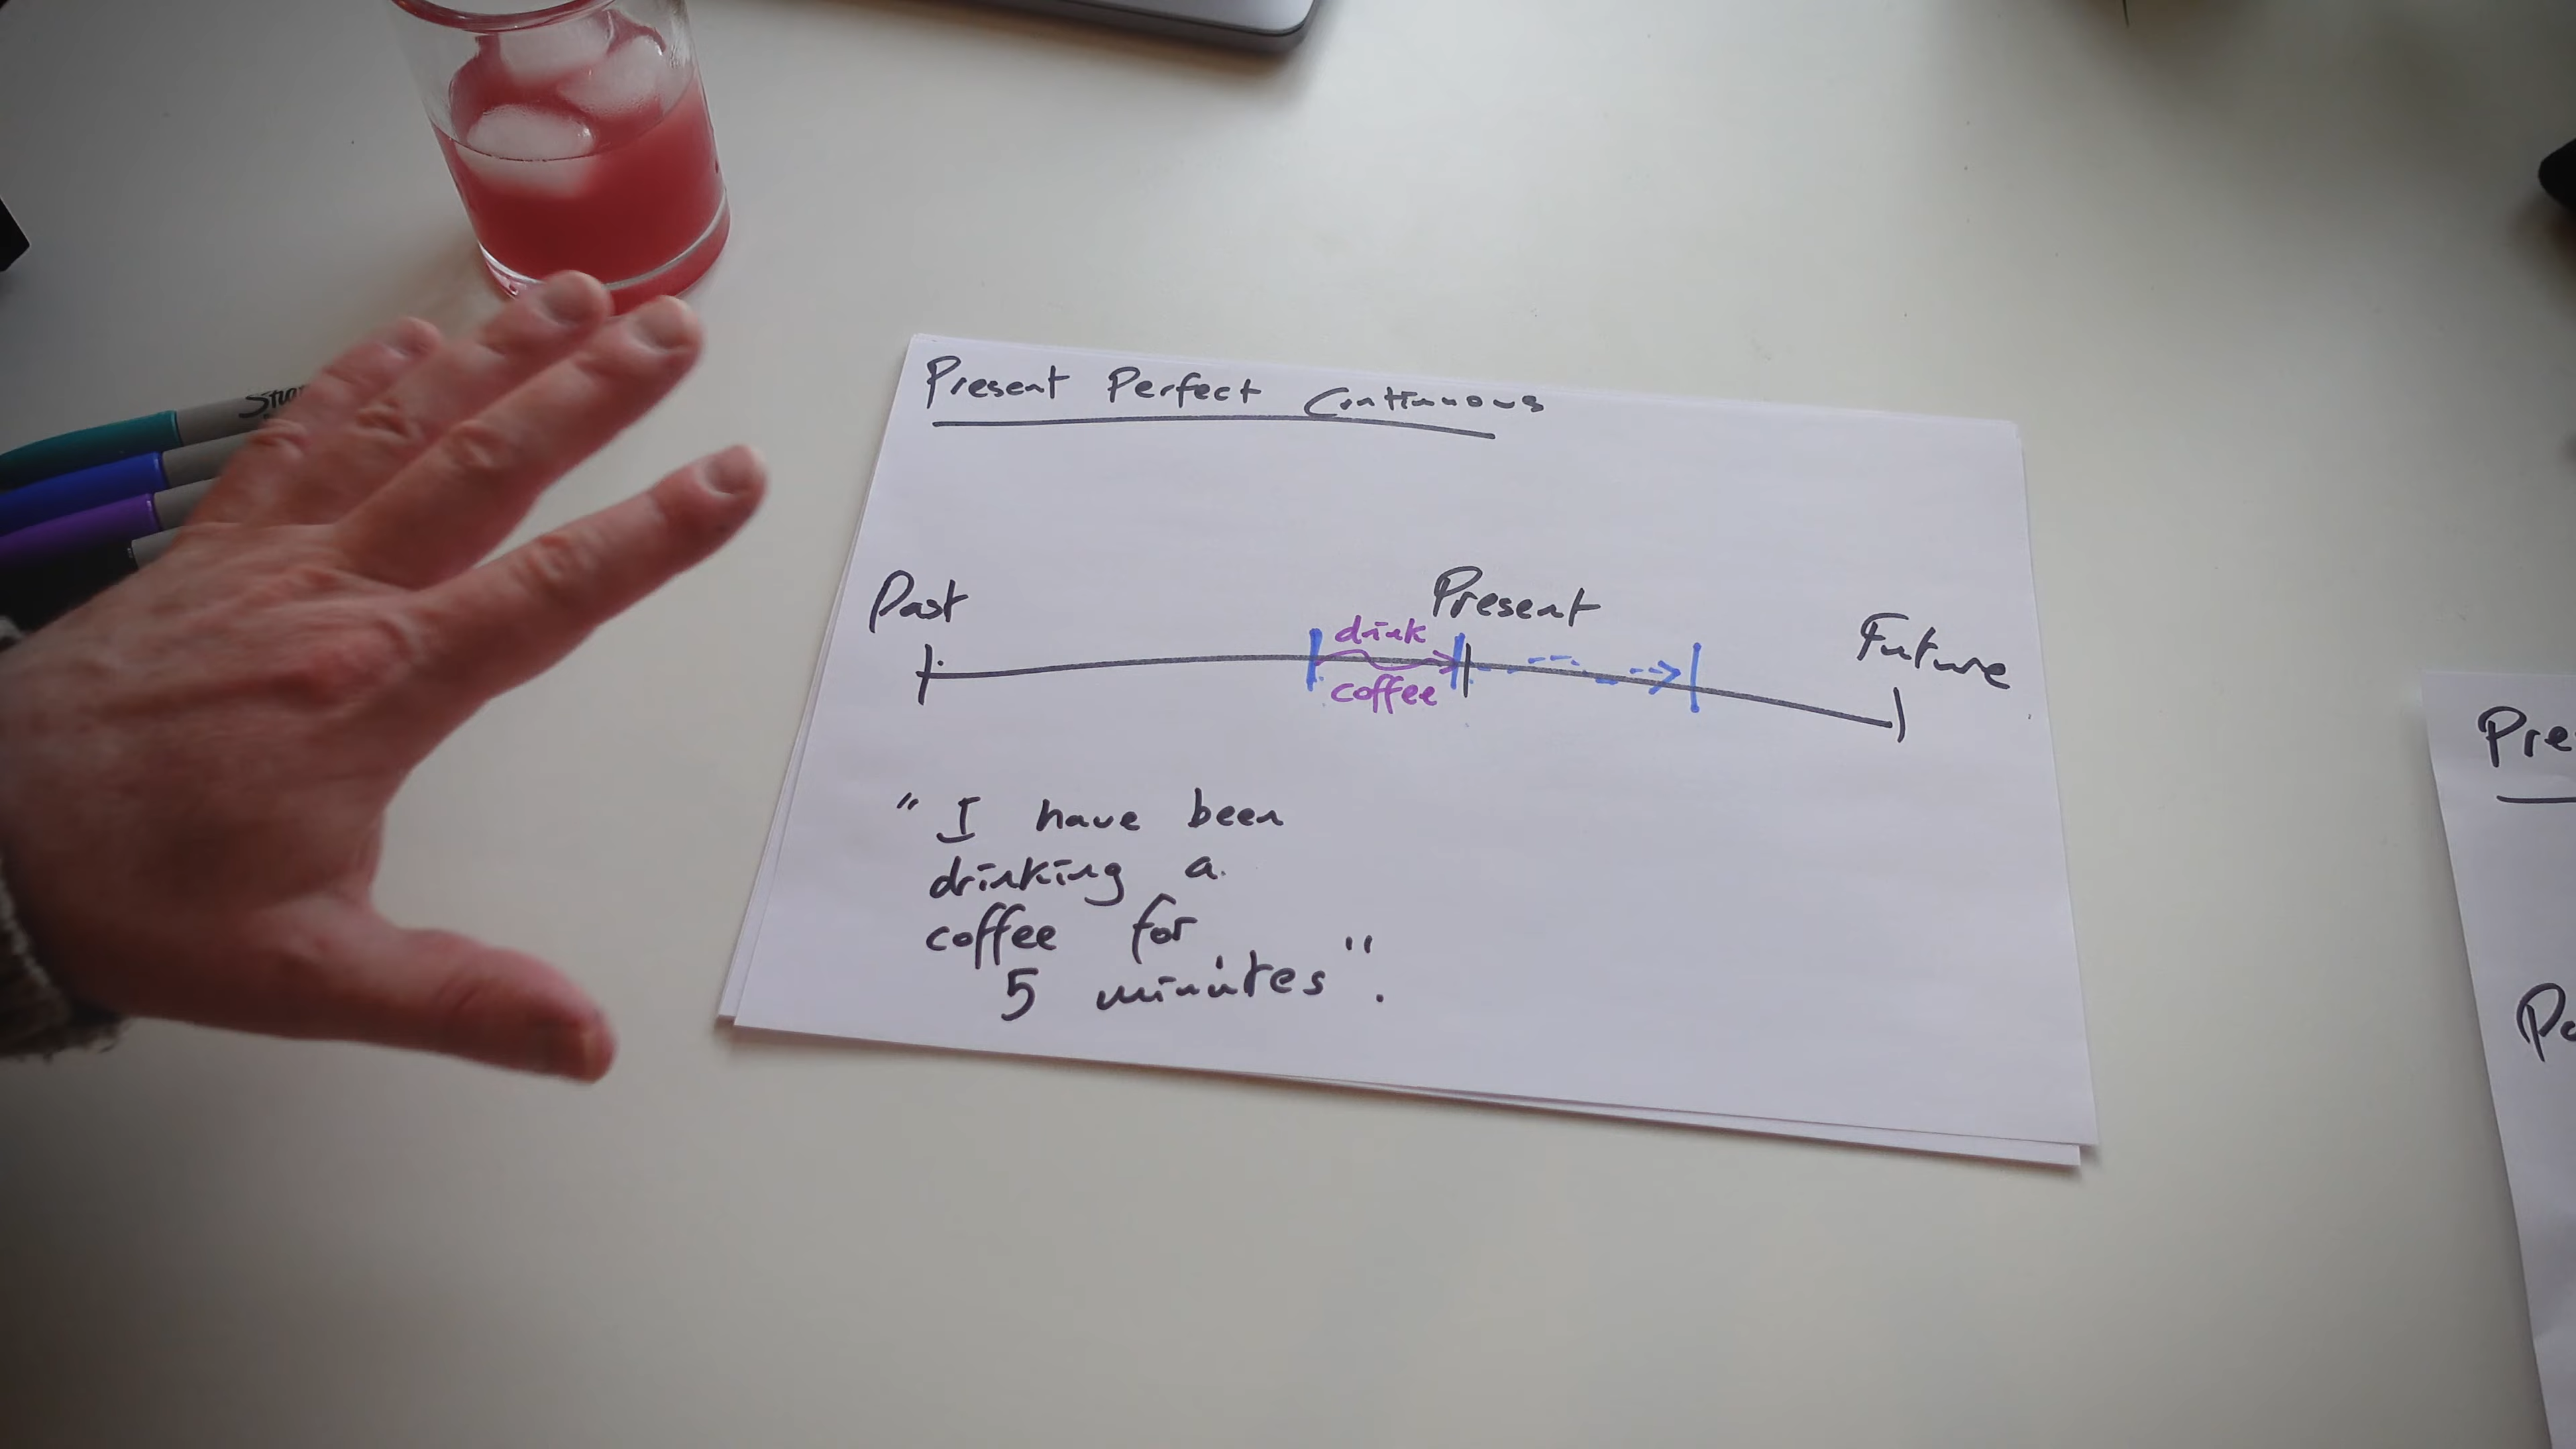 Present Perfect Continuous
Past
Present
Future
drink
coffee
" I have been
drinking a
coffee for
5 minutes".